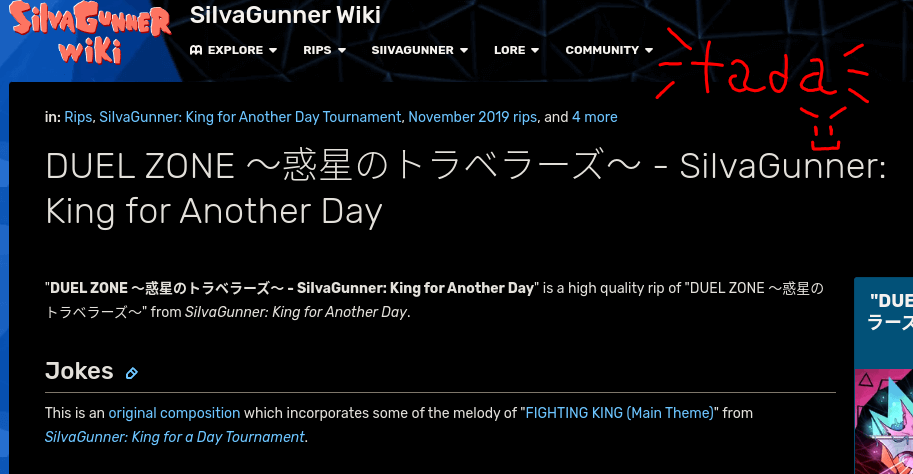 SilvaGunner Wiki
SiLVAGUNNER
WiKi
EXPLORE RIPS SIIVAGUNNER LORE COMMUNITY
tada
in: Rips, SilvaGunner: King for Another Day Tournament, November 2019 rips, and 4 more
DUEL ZONE ～惑星のトラベラーズ～ - SilvaGunner:
King for Another Day
"DUEL ZONE ～惑星のトラベラーズ～ - SilvaGunner: King for Another Day" is a high quality rip of "DUEL ZONE ～惑星の
トラベラーズ～" from SilvaGunner: King for Another Day.
"DUE
ラーズ
Jokes
This is an original composition which incorporates some of the melody of "FIGHTING KING (Main Theme)" from
SilvaGunner: King for a Day Tournament.